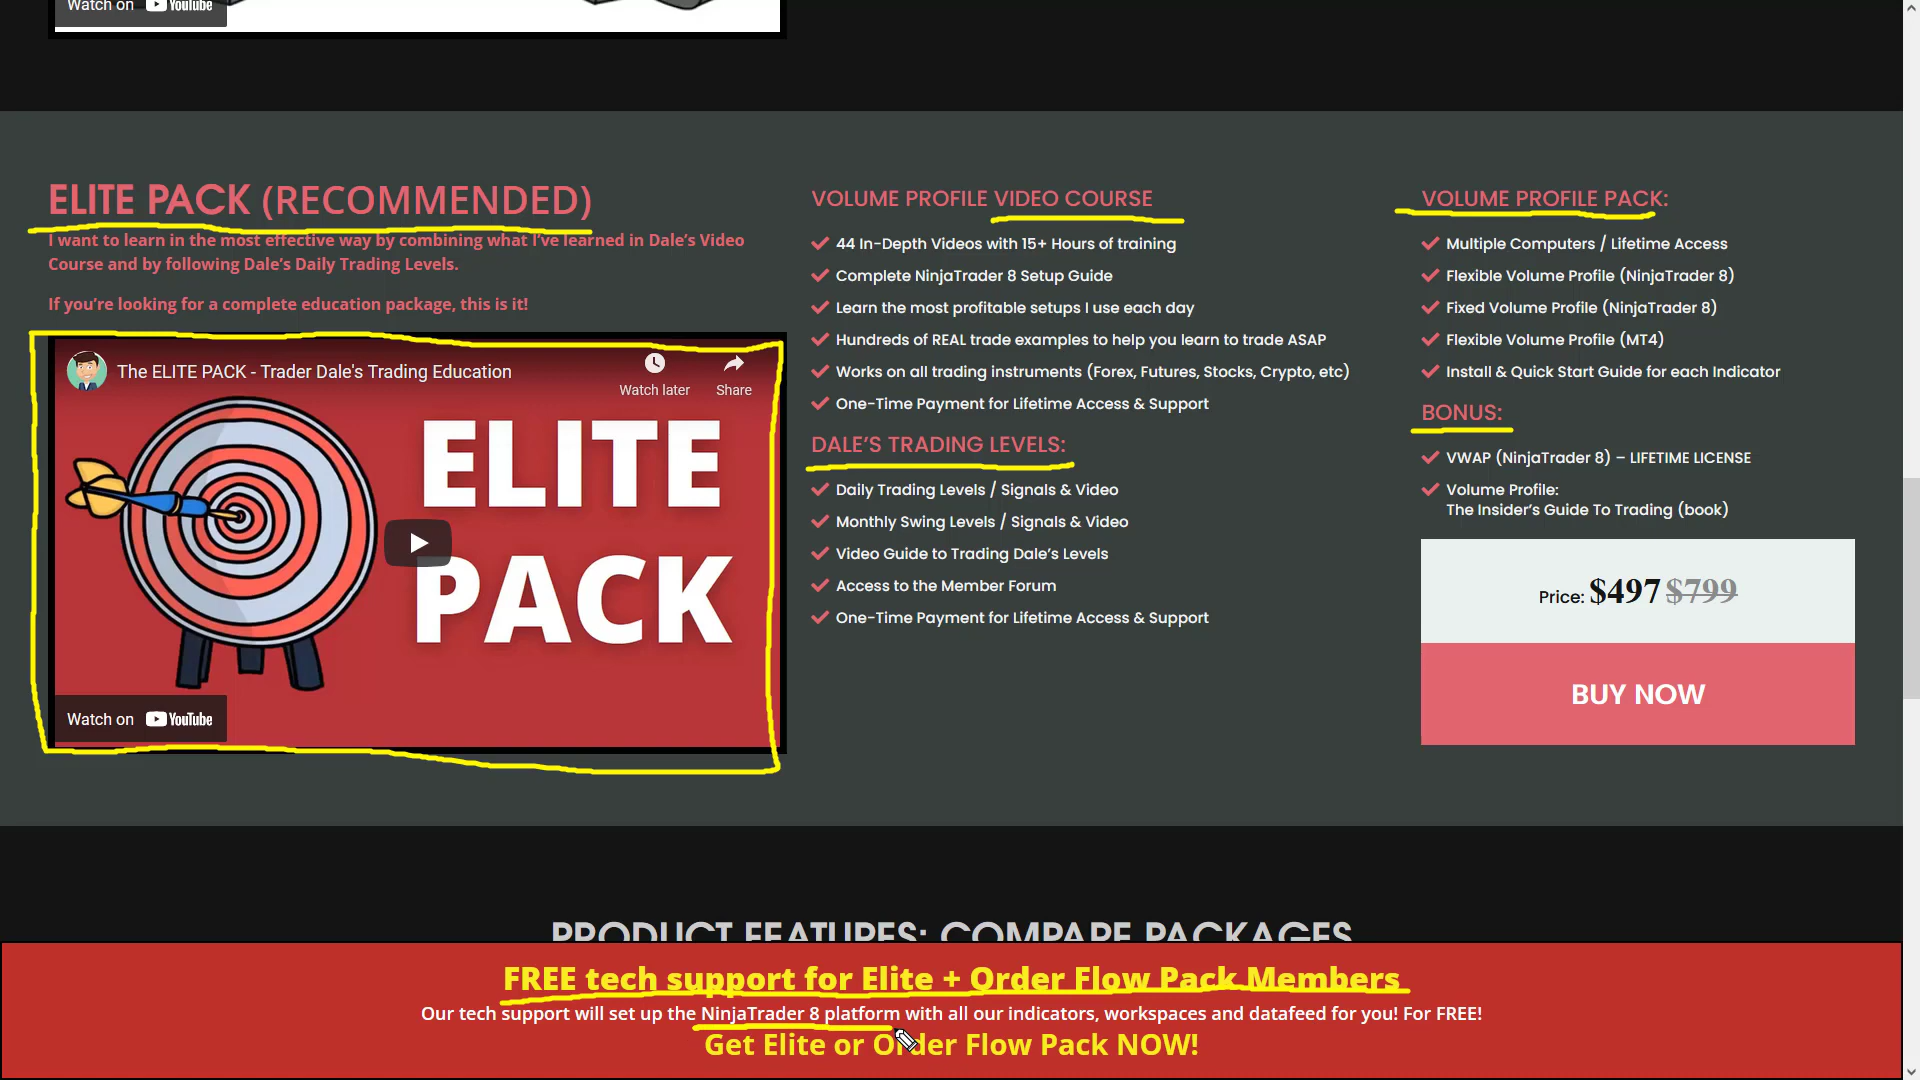 Watch on YouTube
ELITE PACK (RECOMMENDED)
I want to learn in the most effective way by combining what I've learned in Dale's Video
Course and by following Dale's Daily Trading Levels.
If you're looking for a complete education package, this is it!
The ELITE PACK - Trader Dale's Trading Education
Watch later
Share
ELITE
PACK
Watch on YouTube
VOLUME PROFILE VIDEO COURSE
44 In-Depth Videos with 15+ Hours of training
Complete NinjaTrader 8 Setup Guide
Learn the most profitable setups I use each day
Hundreds of REAL trade examples to help you learn to trade ASAP
Works on all trading instruments (Forex, Futures, Stocks, Crypto, etc)
One-Time Payment for Lifetime Access & Support
DALE'S TRADING LEVELS:
Daily Trading Levels / Signals & Video
Monthly Swing Levels / Signals & Video
Video Guide to Trading Dale's Levels
Access to the Member Forum
One-Time Payment for Lifetime Access & Support
VOLUME PROFILE PACK:
Multiple Computers / Lifetime Access
Flexible Volume Profile (NinjaTrader 8)
Fixed Volume Profile (NinjaTrader 8)
Flexible Volume Profile (MT4)
Install & Quick Start Guide for each Indicator
BONUS:
VWAP (NinjaTrader 8) – LIFETIME LICENSE
Volume Profile:
The Insider's Guide To Trading (book)
Price: $497 $799
BUY NOW
PRODUCT FEATURES: COMPARE PACKAGES
FREE tech support for Elite + Order Flow Pack Members
Our tech support will set up the NinjaTrader 8 platform with all our indicators, workspaces and datafeed for you! For FREE!
Get Elite or Order Flow Pack NOW!